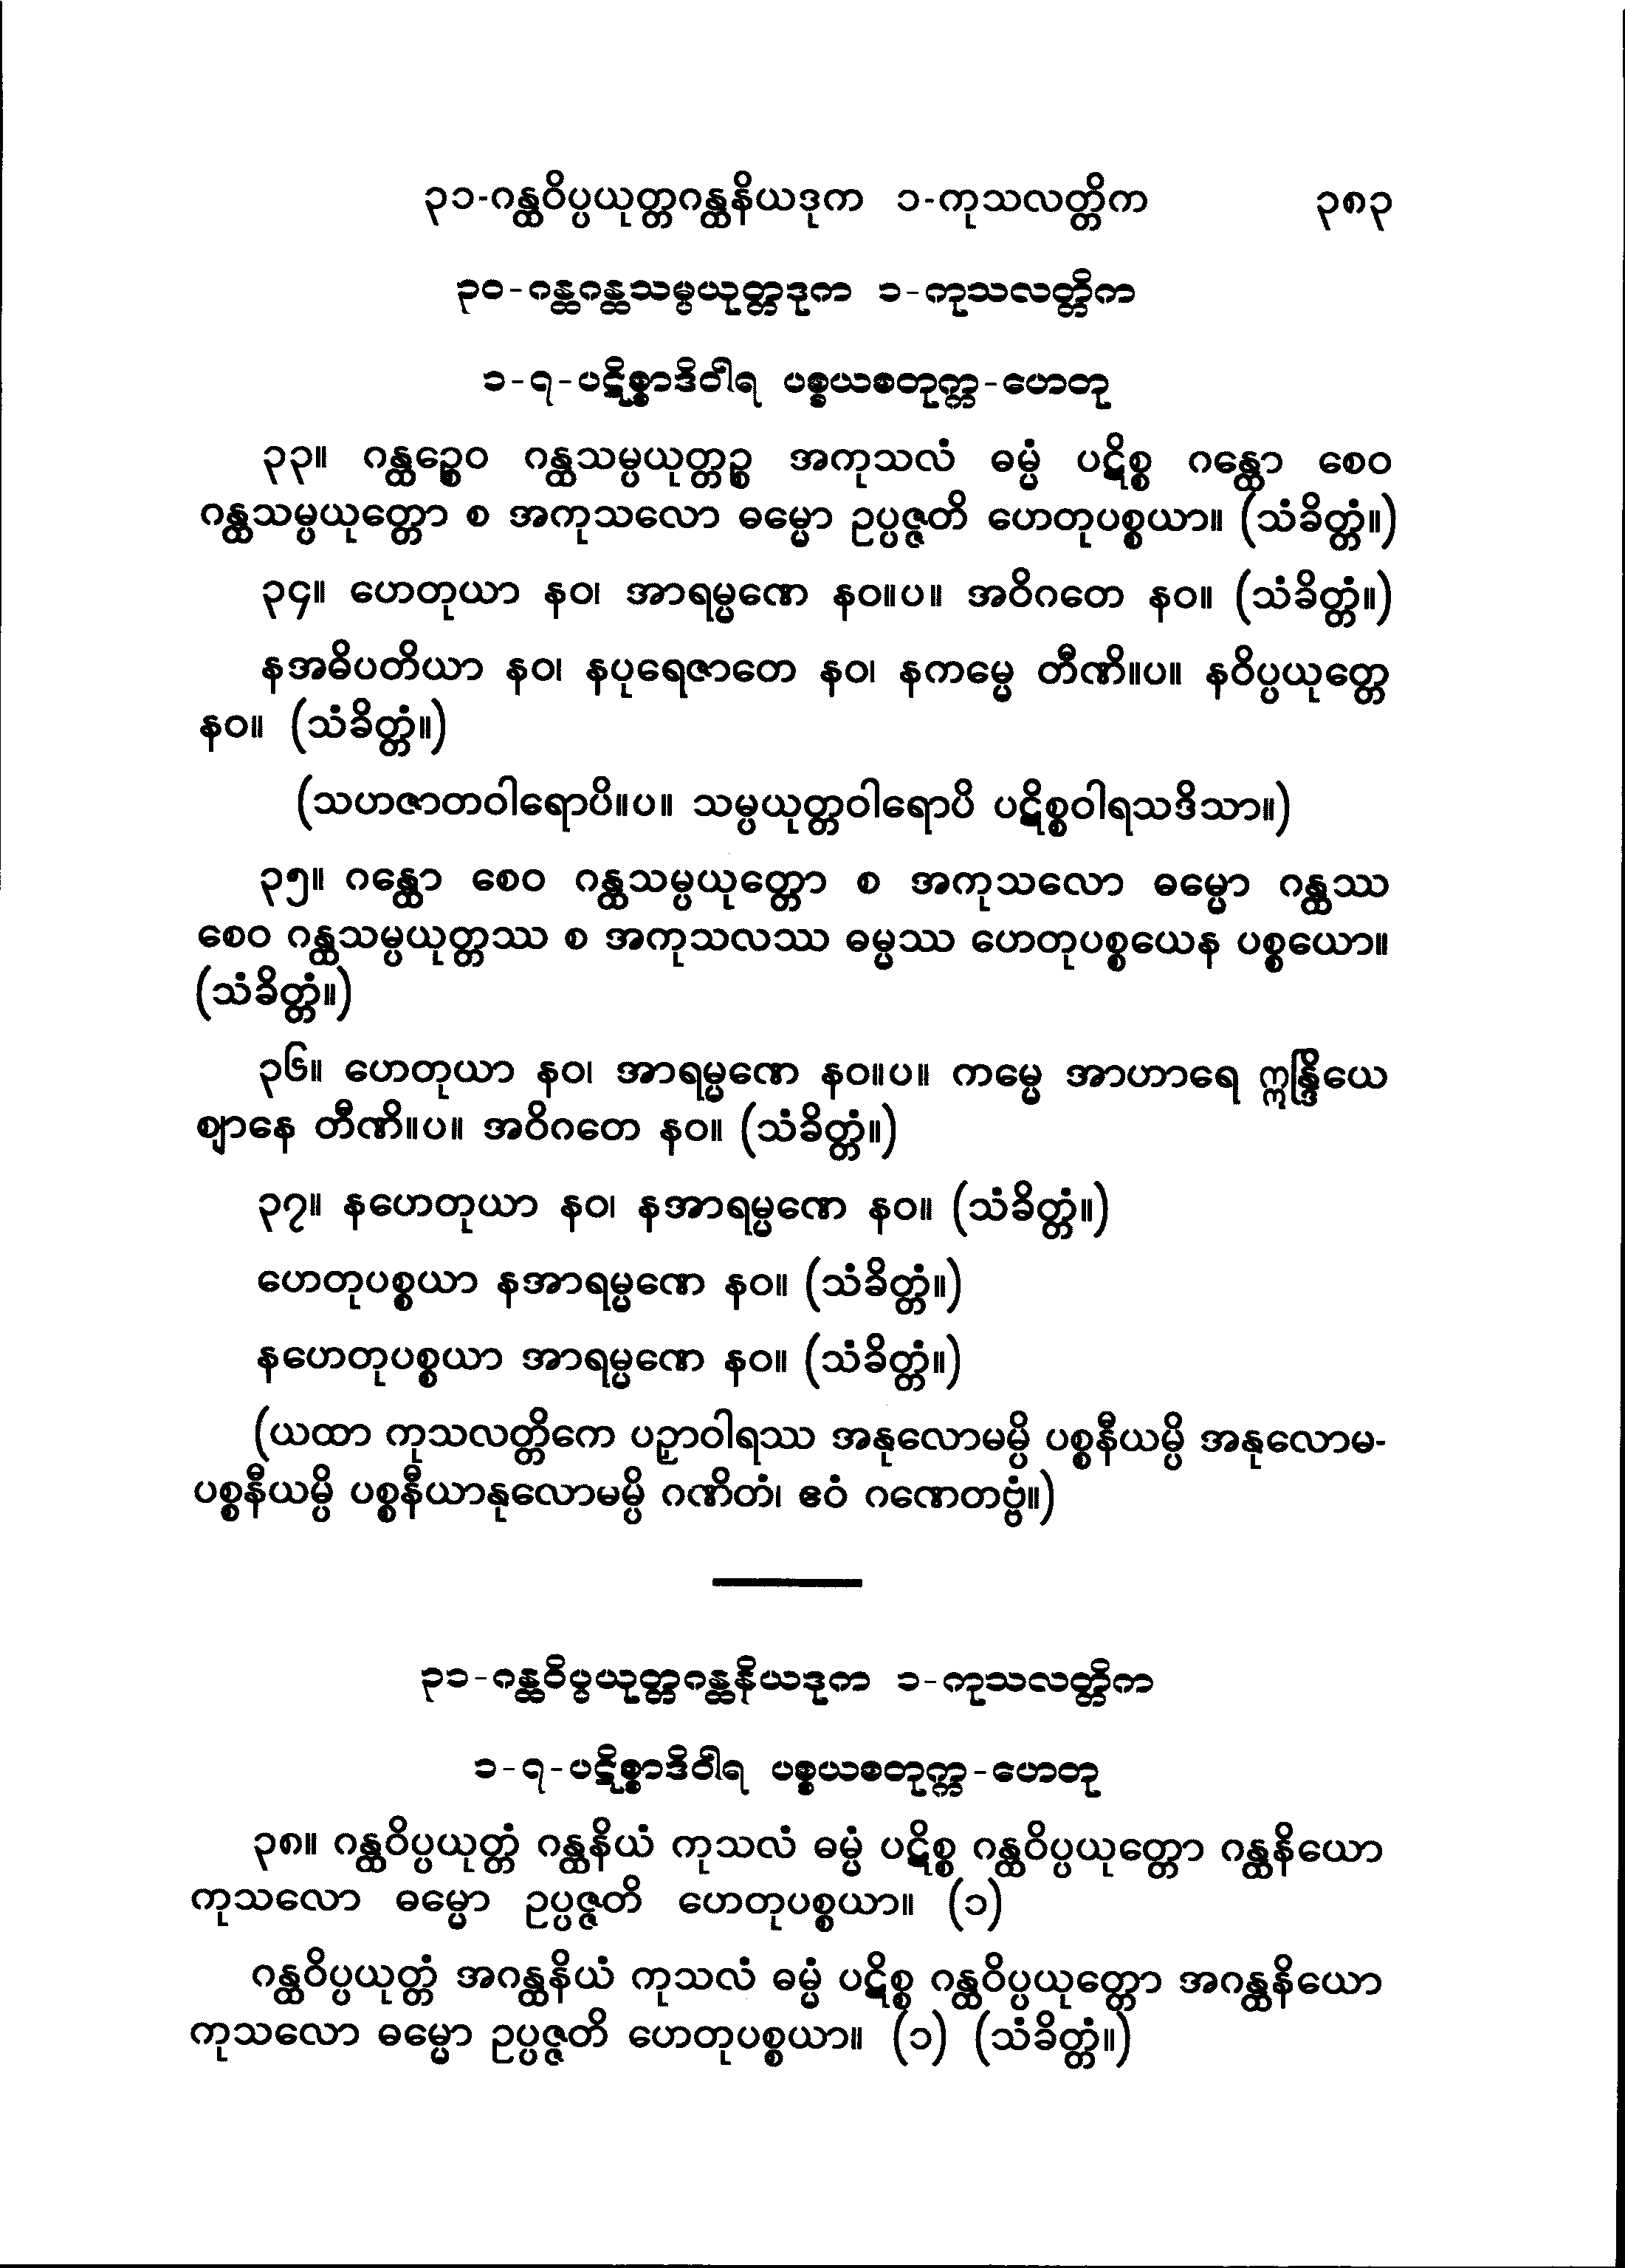 ၃၁-ဂန္ထဝိပ္ပယုတ္တဂန္ထနိယဒုက ၁-ကုသလတ္တိက ၃၈၃
၃၀-ဂန္ထဂန္ထသမ္ပယုတ္တဒုက ၁-ကုသလတ္တိက
၁-၇-ပဋိစ္စာဒိဝါရ ပစ္စယစတုက္က-ဟေတု
၃၃။ ဂန္ထဉ္စေဝ ဂန္ထသမ္ပယုတ္တဉ္စ အကုသလံ ဓမ္မံ ပဋိစ္စ ဂန္ထော စေဝ
ဂန္ထသမ္ပယုတ္တော စ အကုသလော ဓမ္မော ဥပ္ပဇ္ဇတိ ဟေတုပစ္စယာ။ (သံခိတ္တံ။)
၃၄။ ဟေတုယာ နဝ၊ အာရမ္မဏေ နဝ။ပ။ အဝိဂတေ နဝ။ (သံခိတ္တံ။)
နအဓိပတိယာ နဝ၊ နပုရေဇာတေ နဝ၊ နကမ္မေ တီဏိ။ပ။ နဝိပ္ပယုတ္တေ
နဝ။ (သံခိတ္တံ။)
(သဟဇာတဝါရောပိ။ပ။ သမ္ပယုတ္တဝါရောပိ ပဋိစ္စဝါရသဒိသာ။)
၃၅။ ဂန္ထော စေဝ ဂန္ထသမ္ပယုတ္တော စ အကုသလော ဓမ္မော ဂန္ထဿ
စေဝ ဂန္ထသမ္ပယုတ္တဿ စ အကုသလဿ ဓမ္မဿ ဟေတုပစ္စယေန ပစ္စယော။
(သံခိတ္တံ။)
၃၆။ ဟေတုယာ နဝ၊ အာရမ္မဏေ နဝ။ပ။ ကမ္မေ အာဟာရေ ဣန္ဒြိယေ
ဈာနေ တီဏိ။ပ။ အဝိဂတေ နဝ။ (သံခိတ္တံ။)
၃၇။ နဟေတုယာ နဝ၊ နအာရမ္မဏေ နဝ။ (သံခိတ္တံ။)
ဟေတုပစ္စယာ နအာရမ္မဏေ နဝ။ (သံခိတ္တံ။)
နဟေတုပစ္စယာ အာရမ္မဏေ နဝ။ (သံခိတ္တံ။)
(ယထာ ကုသလတ္တိကေ ပဉှာဝါရဿ အနုလောမမ္ပိ ပစ္စနီယမ္ပိ အနုလောမ-
ပစ္စနီယမ္ပိ ပစ္စနီယာနုလောမမ္ပိ ဂဏိတံ၊ ဧဝံ ဂဏေတဗ္ဗံ။)
၃၁-ဂန္ထဝိပ္ပယုတ္တဂန္ထနိယဒုက ၁-ကုသလတ္တိက
၁-၇-ပဋိစ္စာဒိဝါရ ပစ္စယစတုက္က-ဟေတု
၃၈။ ဂန္ထဝိပ္ပယုတ္တံ ဂန္ထနိယံ ကုသလံ ဓမ္မံ ပဋိစ္စ ဂန္ထဝိပ္ပယုတ္တော ဂန္ထနိယော
ကုသလော ဓမ္မော ဥပ္ပဇ္ဇတိ ဟေတုပစ္စယာ။ (၁)
ဂန္ထဝိပ္ပယုတ္တံ အဂန္ထနိယံ ကုသလံ ဓမ္မံ ပဋိစ္စ ဂန္ထဝိပ္ပယုတ္တော အဂန္ထနိယော
ကုသလော ဓမ္မော ဥပ္ပဇ္ဇတိ ဟေတုပစ္စယာ။ (၁) (သံခိတ္တံ။)